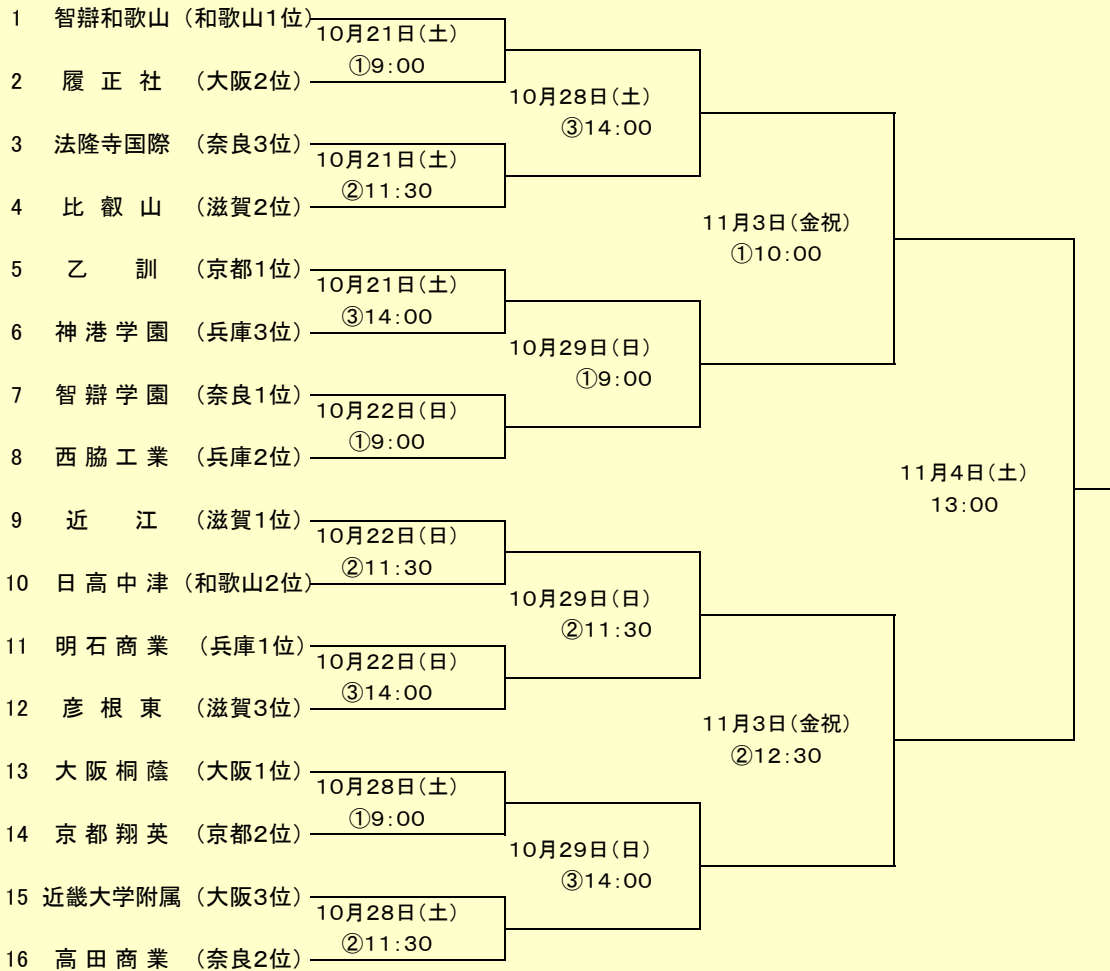 1 智辯和歌山 (和歌山1位)
10月21日(土)
①9:00
2 履正社 (大阪2位)
10月28日(土)
③14:00
3 法隆寺国際 (奈良3位)
10月21日(土)
②11:30
4 比叡山 (滋賀2位)
11月3日(金祝)
①10:00
5 乙訓 (京都1位)
10月21日(土)
③14:00
6 神港学園 (兵庫3位)
10月29日(日)
①9:00
7 智辯学園 (奈良1位)
10月22日(日)
①9:00
8 西脇工業 (兵庫2位)
11月4日(土)
13:00
9 近江 (滋賀1位)
10月22日(日)
②11:30
10 日高中津 (和歌山2位)
10月29日(日)
②11:30
11 明石商業 (兵庫1位)
10月22日(日)
③14:00
12 彦根東 (滋賀3位)
11月3日(金祝)
②12:30
13 大阪桐蔭 (大阪1位)
10月28日(土)
①9:00
14 京都翔英 (京都2位)
10月29日(日)
③14:00
15 近畿大学附属 (大阪3位)
10月28日(土)
②11:30
16 高田商業 (奈良2位)